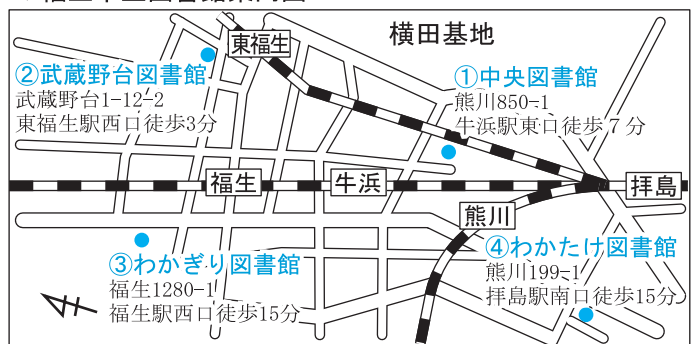 東福生
横田基地
②武蔵野台図書館
武蔵野台1-12-2
東福生駅西口徒歩3分
①中央図書館
熊川850-1
牛浜駅東口徒歩７分
福生
牛浜
拝島
熊川
③わかぎり図書館
福生1280-1
福生駅西口徒歩15分
④わかたけ図書館
熊川199-1
拝島駅南口徒歩15分